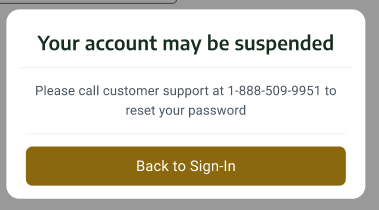 Your account may be suspended
Please call customer support at 1-888-509-9951 to
reset your password
Back to Sign-In